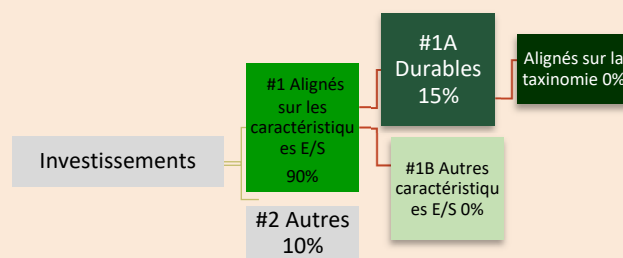 Investissements
#1 Alignés
sur les
caractéristiqu
es E/S
90%
#2 Autres
10%
#1A
Durables
15%
Alignés sur la
taxinomie 0%
#1B Autres
caractéristiqu
es E/S 0%